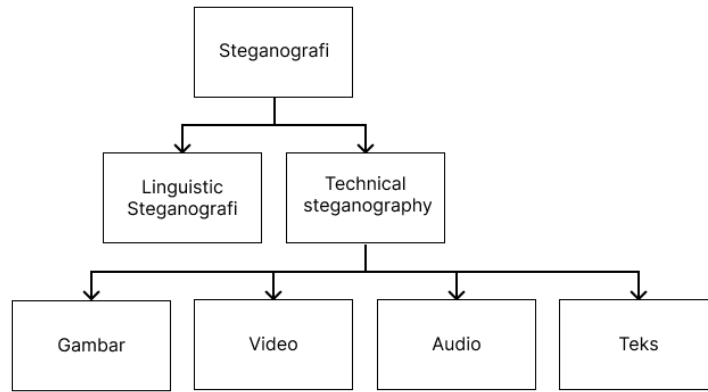 Steganografi
Linguistic
Steganografi
Technical
steganography
Gambar
Video
Audio
Teks